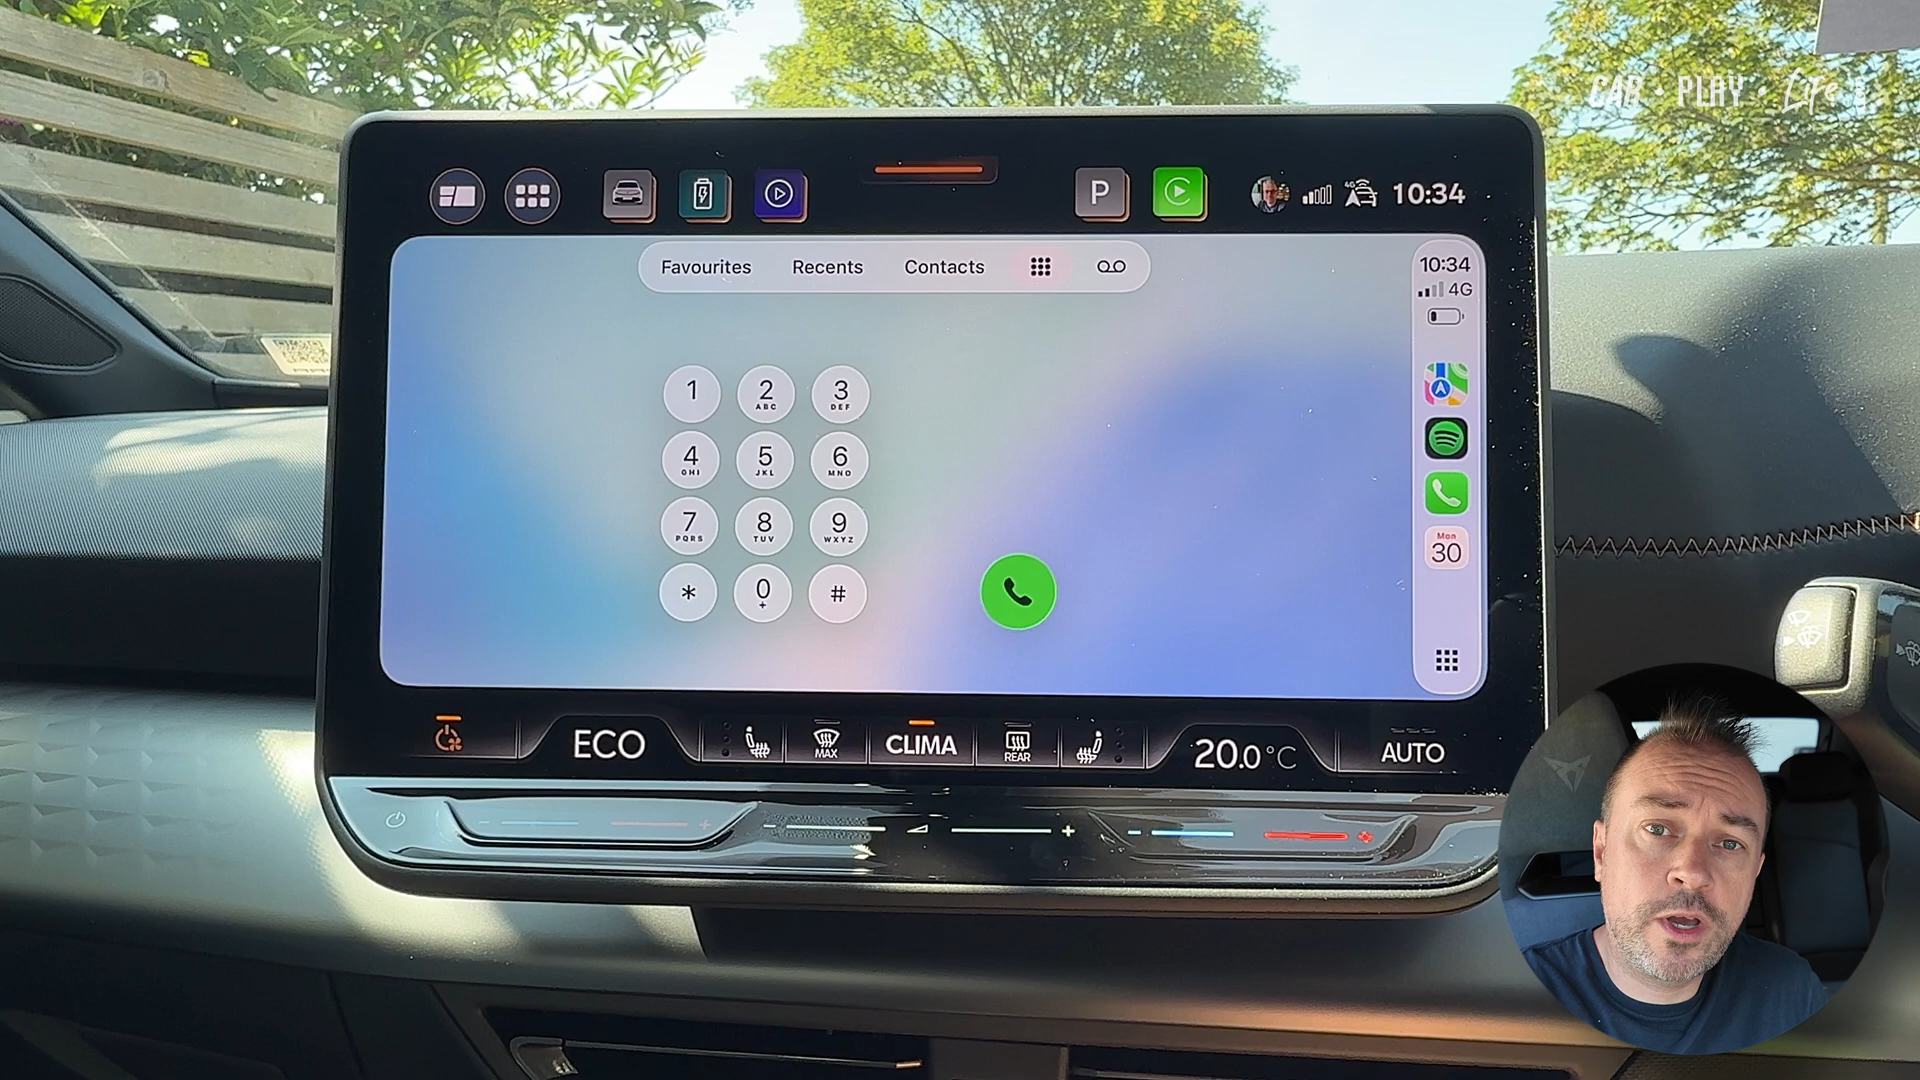 CAR • PLAY • Life
P
4G
10:34
Favourites
Recents
Contacts
10:34
4G
1
2
ABC
3
DEF
4
GHI
5
JKL
6
MNO
7
PQRS
8
TUV
9
WXYZ
*
0
+
#
Mon
30
ECO
MAX
CLIMA
REAR
20.0°C
AUTO
- + - + -